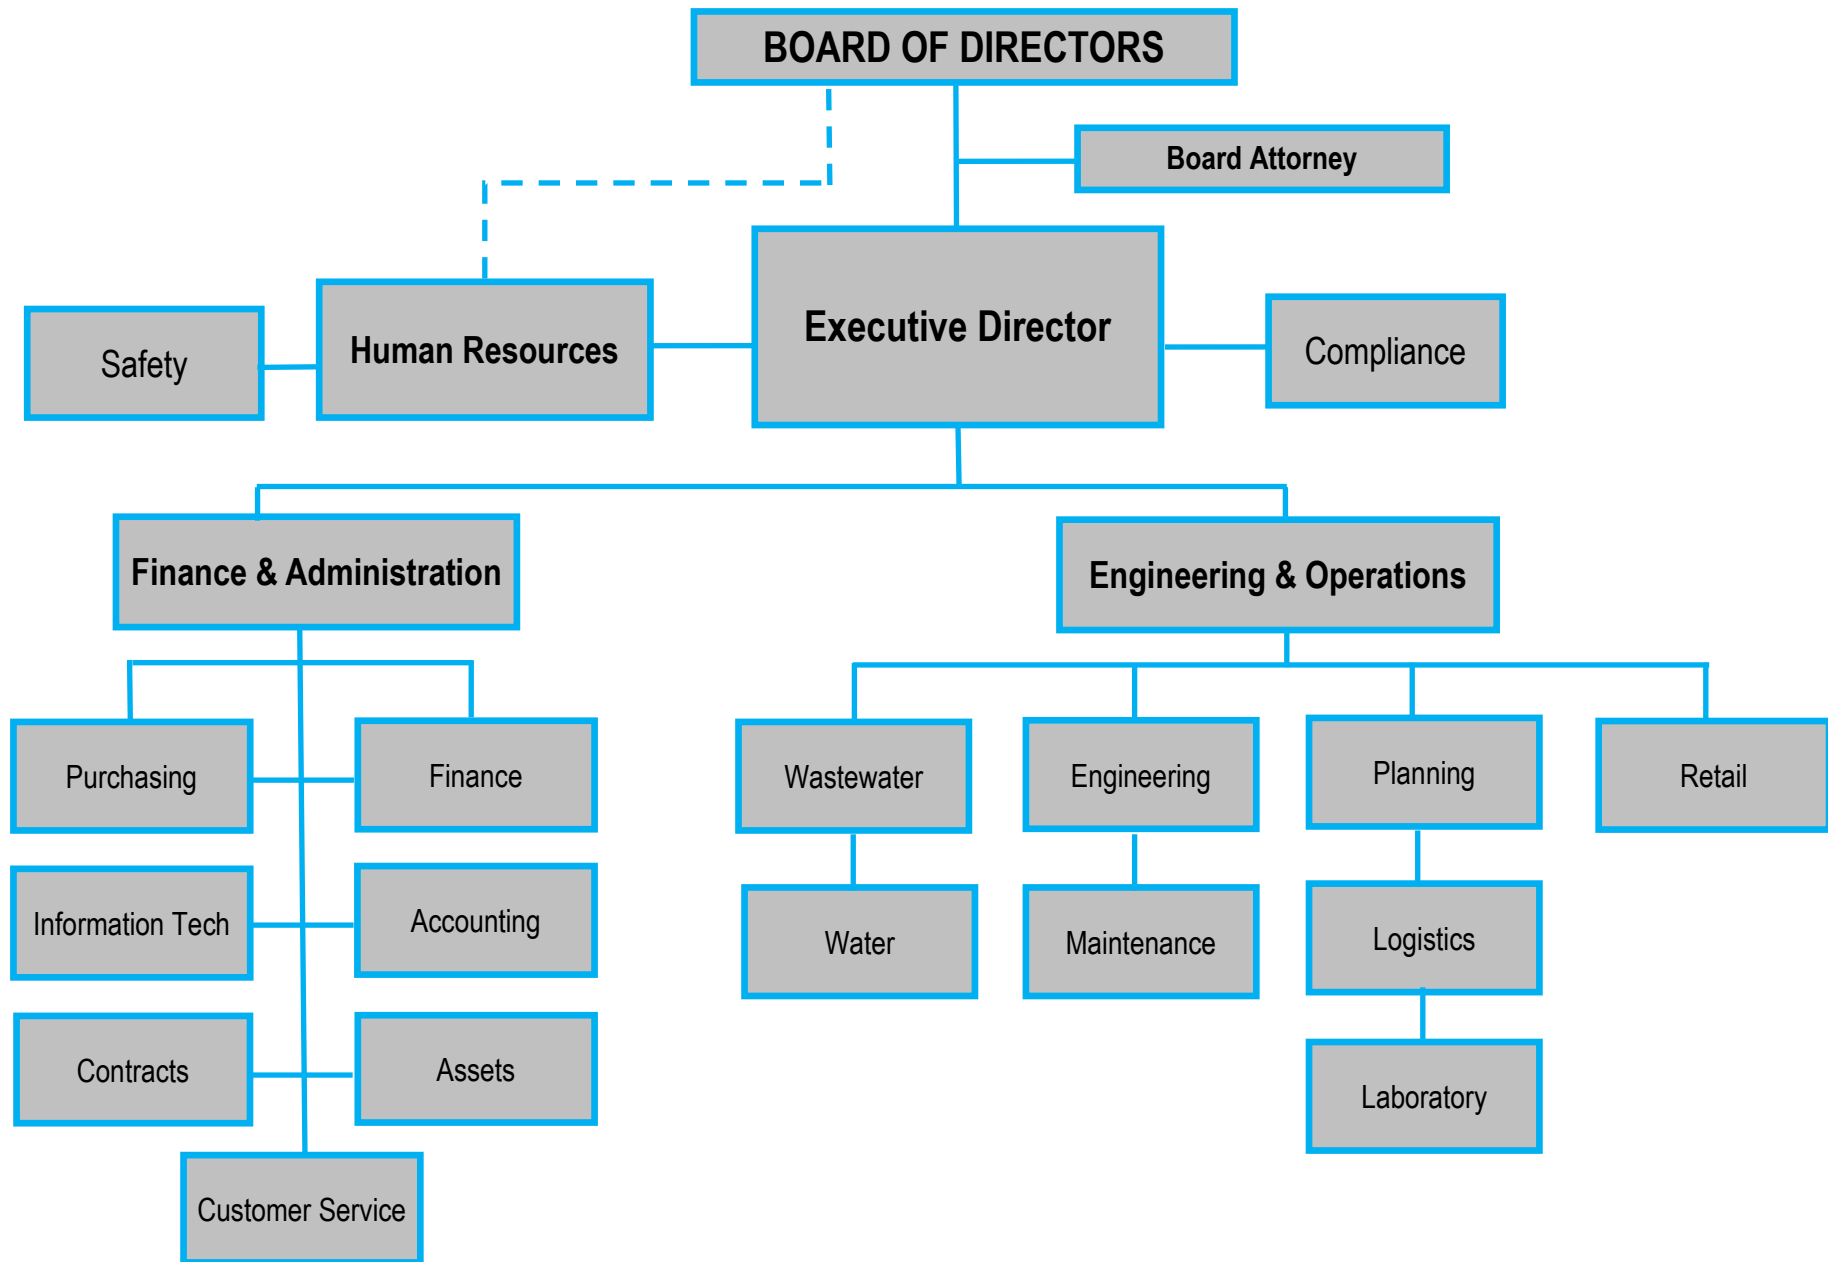 BOARD OF DIRECTORS
Board Attorney
Executive Director
Human Resources
Safety
Compliance
Finance & Administration
Engineering & Operations
Purchasing
Finance
Wastewater
Engineering
Planning
Retail
Information Tech
Accounting
Water
Maintenance
Logistics
Contracts
Assets
Laboratory
Customer Service